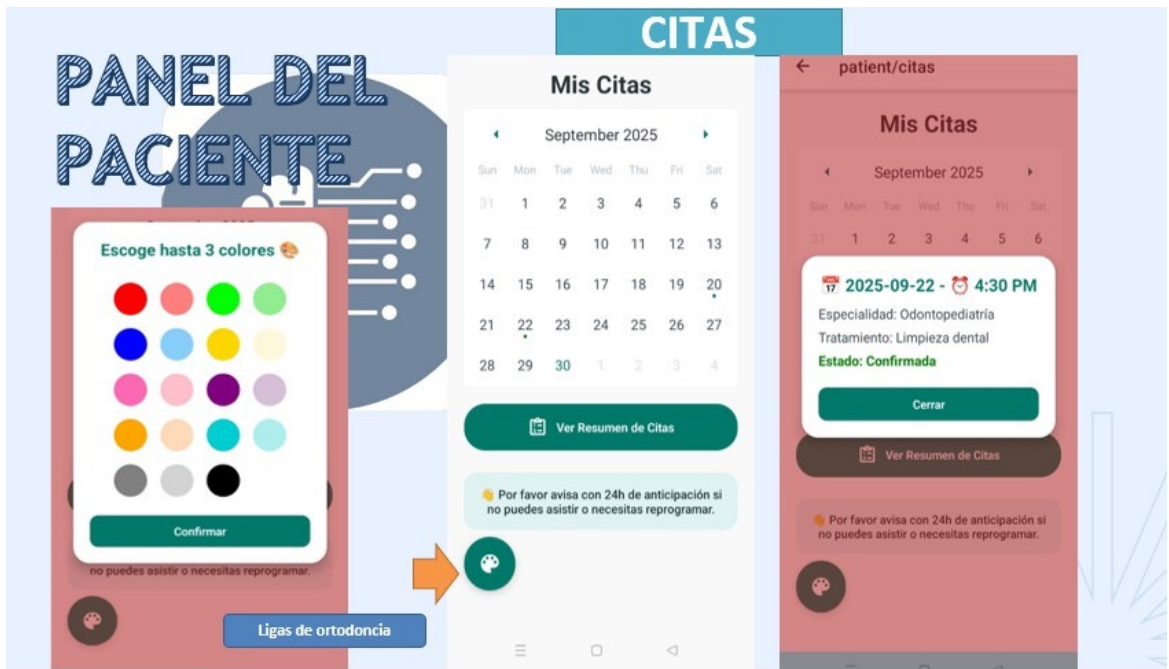 CITAS
PANEL DEL
PACIENTE
Escoge hasta 3 colores 🎨
Confirmar
no puedes asistir o necesitas reprogramar.
Ligas de ortodoncia
Mis Citas
September 2025
Sun Mon Tue Wed Thu Fri Sat
31 1 2 3 4 5 6
7 8 9 10 11 12 13
14 15 16 17 18 19 20
21 22 23 24 25 26 27
28 29 30 1 2 3 4
Ver Resumen de Citas
👋 Por favor avisa con 24h de anticipación si
no puedes asistir o necesitas reprogramar.
patient/citas
Mis Citas
September 2025
Sun Mon Tue Wed Thu Fri Sat
31 1 2 3 4 5 6
📅 2025-09-22 - ⏰ 4:30 PM
Especialidad: Odontopediatría
Tratamiento: Limpieza dental
Estado: Confirmada
Cerrar
Ver Resumen de Citas
👋 Por favor avisa con 24h de anticipación si
no puedes asistir o necesitas reprogramar.